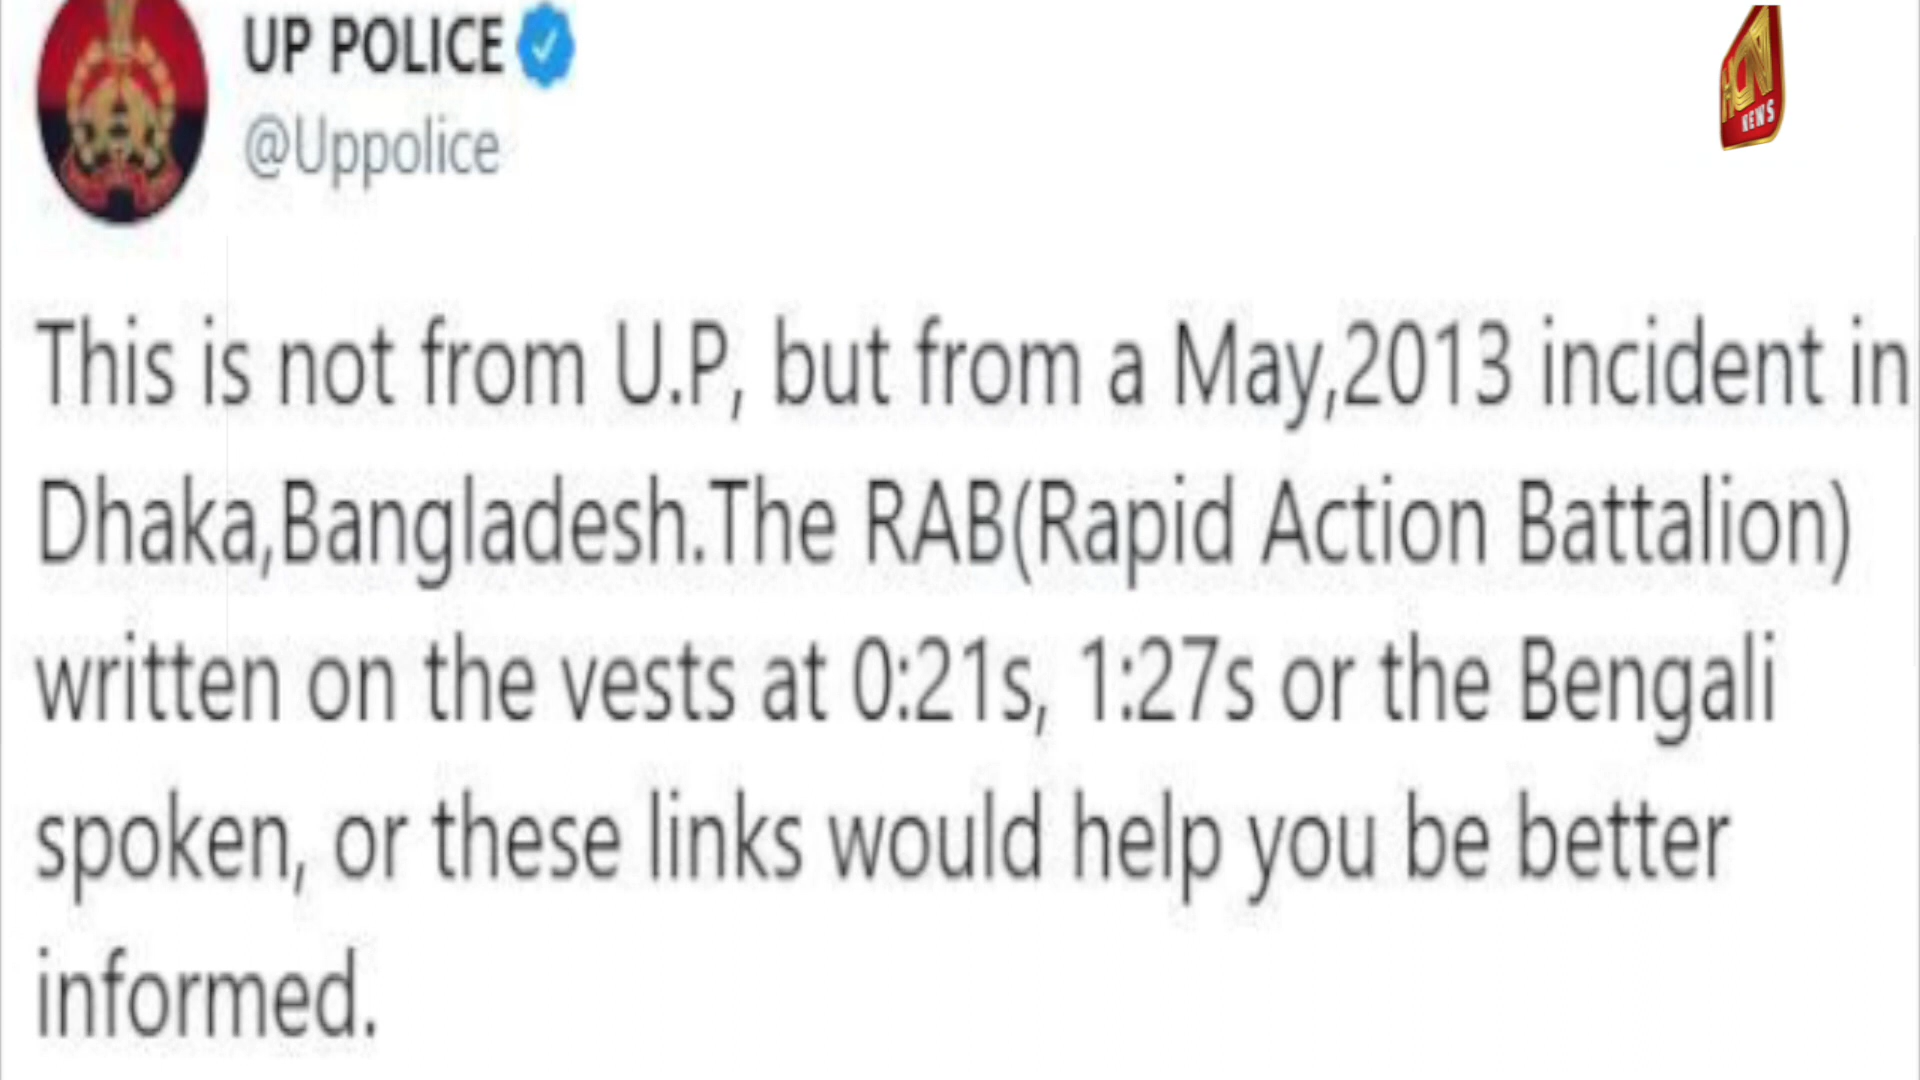 UP POLICE
@Uppolice
HCN
NEWS
This is not from U.P, but from a May,2013 incident in
Dhaka,Bangladesh.The RAB(Rapid Action Battalion)
written on the vests at 0:21s, 1:27s or the Bengali
spoken, or these links would help you be better
informed.